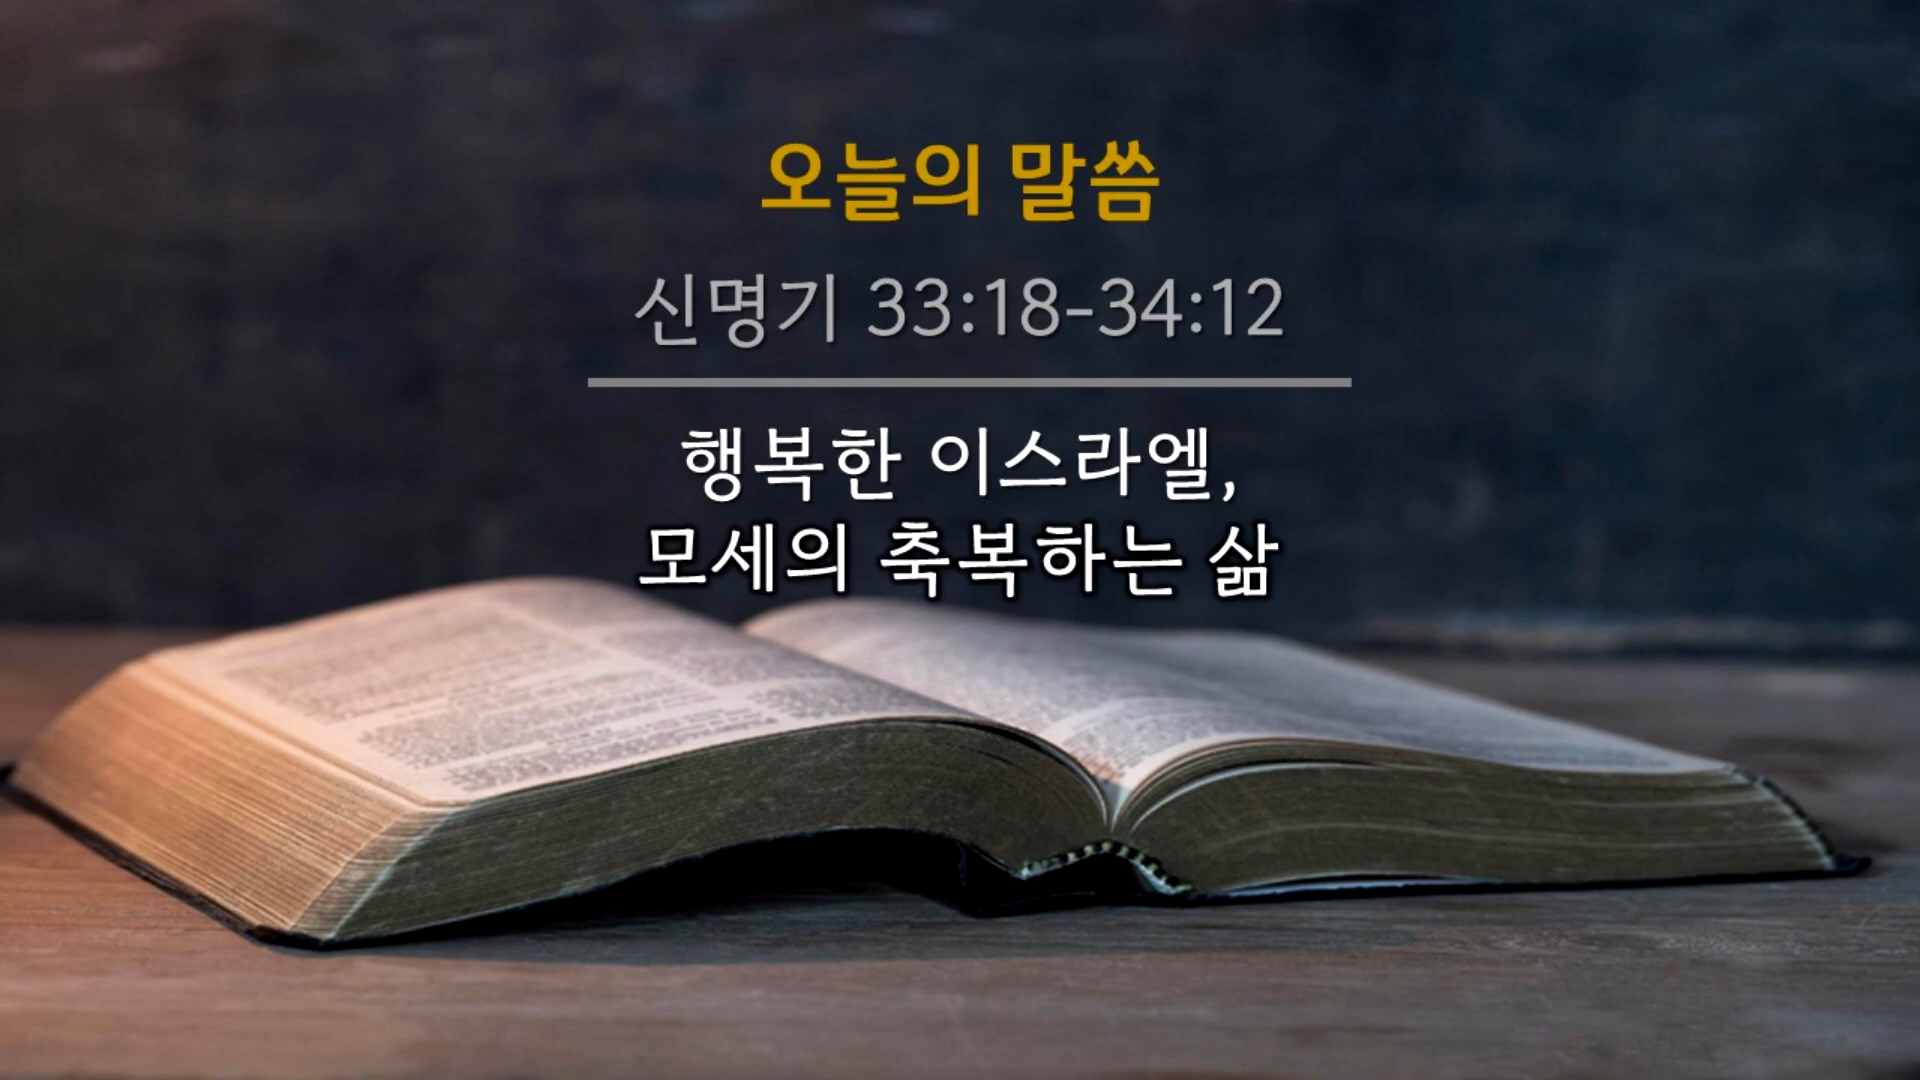 오늘의 말씀
신명기 33:18-34:12
행복한 이스라엘,
모세의 축복하는 삶